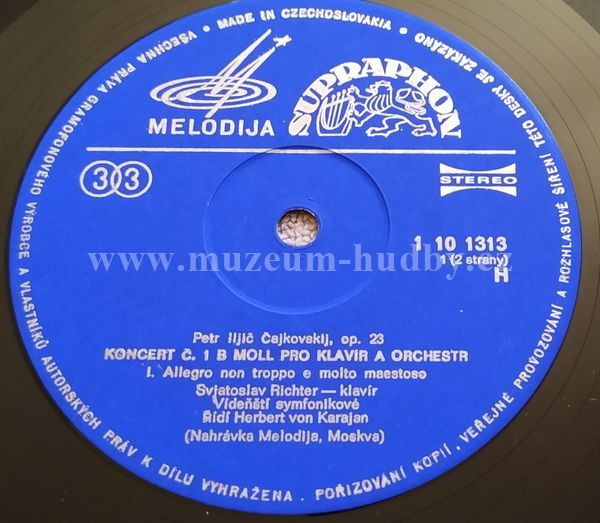 VŠECHNA PRÁVA GRAMOFONOVÉHO VÝROBCE A VLASTNÍKŮ AUTORSKÝCH PRÁV K DÍLU VYHRAŽENA . POŘIZOVÁNÍ KOPIÍ, VEŘEJNÉ PROVOZOVÁNÍ A ROZHLASOVÉ ŠÍŘENÍ TÉTO DESKY JE ZAKÁZÁNO • MADE IN CZECHOSLOVAKIA •
MELODIJA
SUPRAPHON
33
STEREO
1 10 1313
1 (2 strany)
H
www.muzeum-hudby.cz
Petr Iljič Čajkovskij, op. 23
KONCERT Č. 1 B MOLL PRO KLAVÍR A ORCHESTR
I. Allegro non troppo e molto maestoso
Svjatoslav Richter — klavír
Vídeňští symfonikové
Řídí Herbert von Karajan
(Nahrávka Melodija, Moskva)